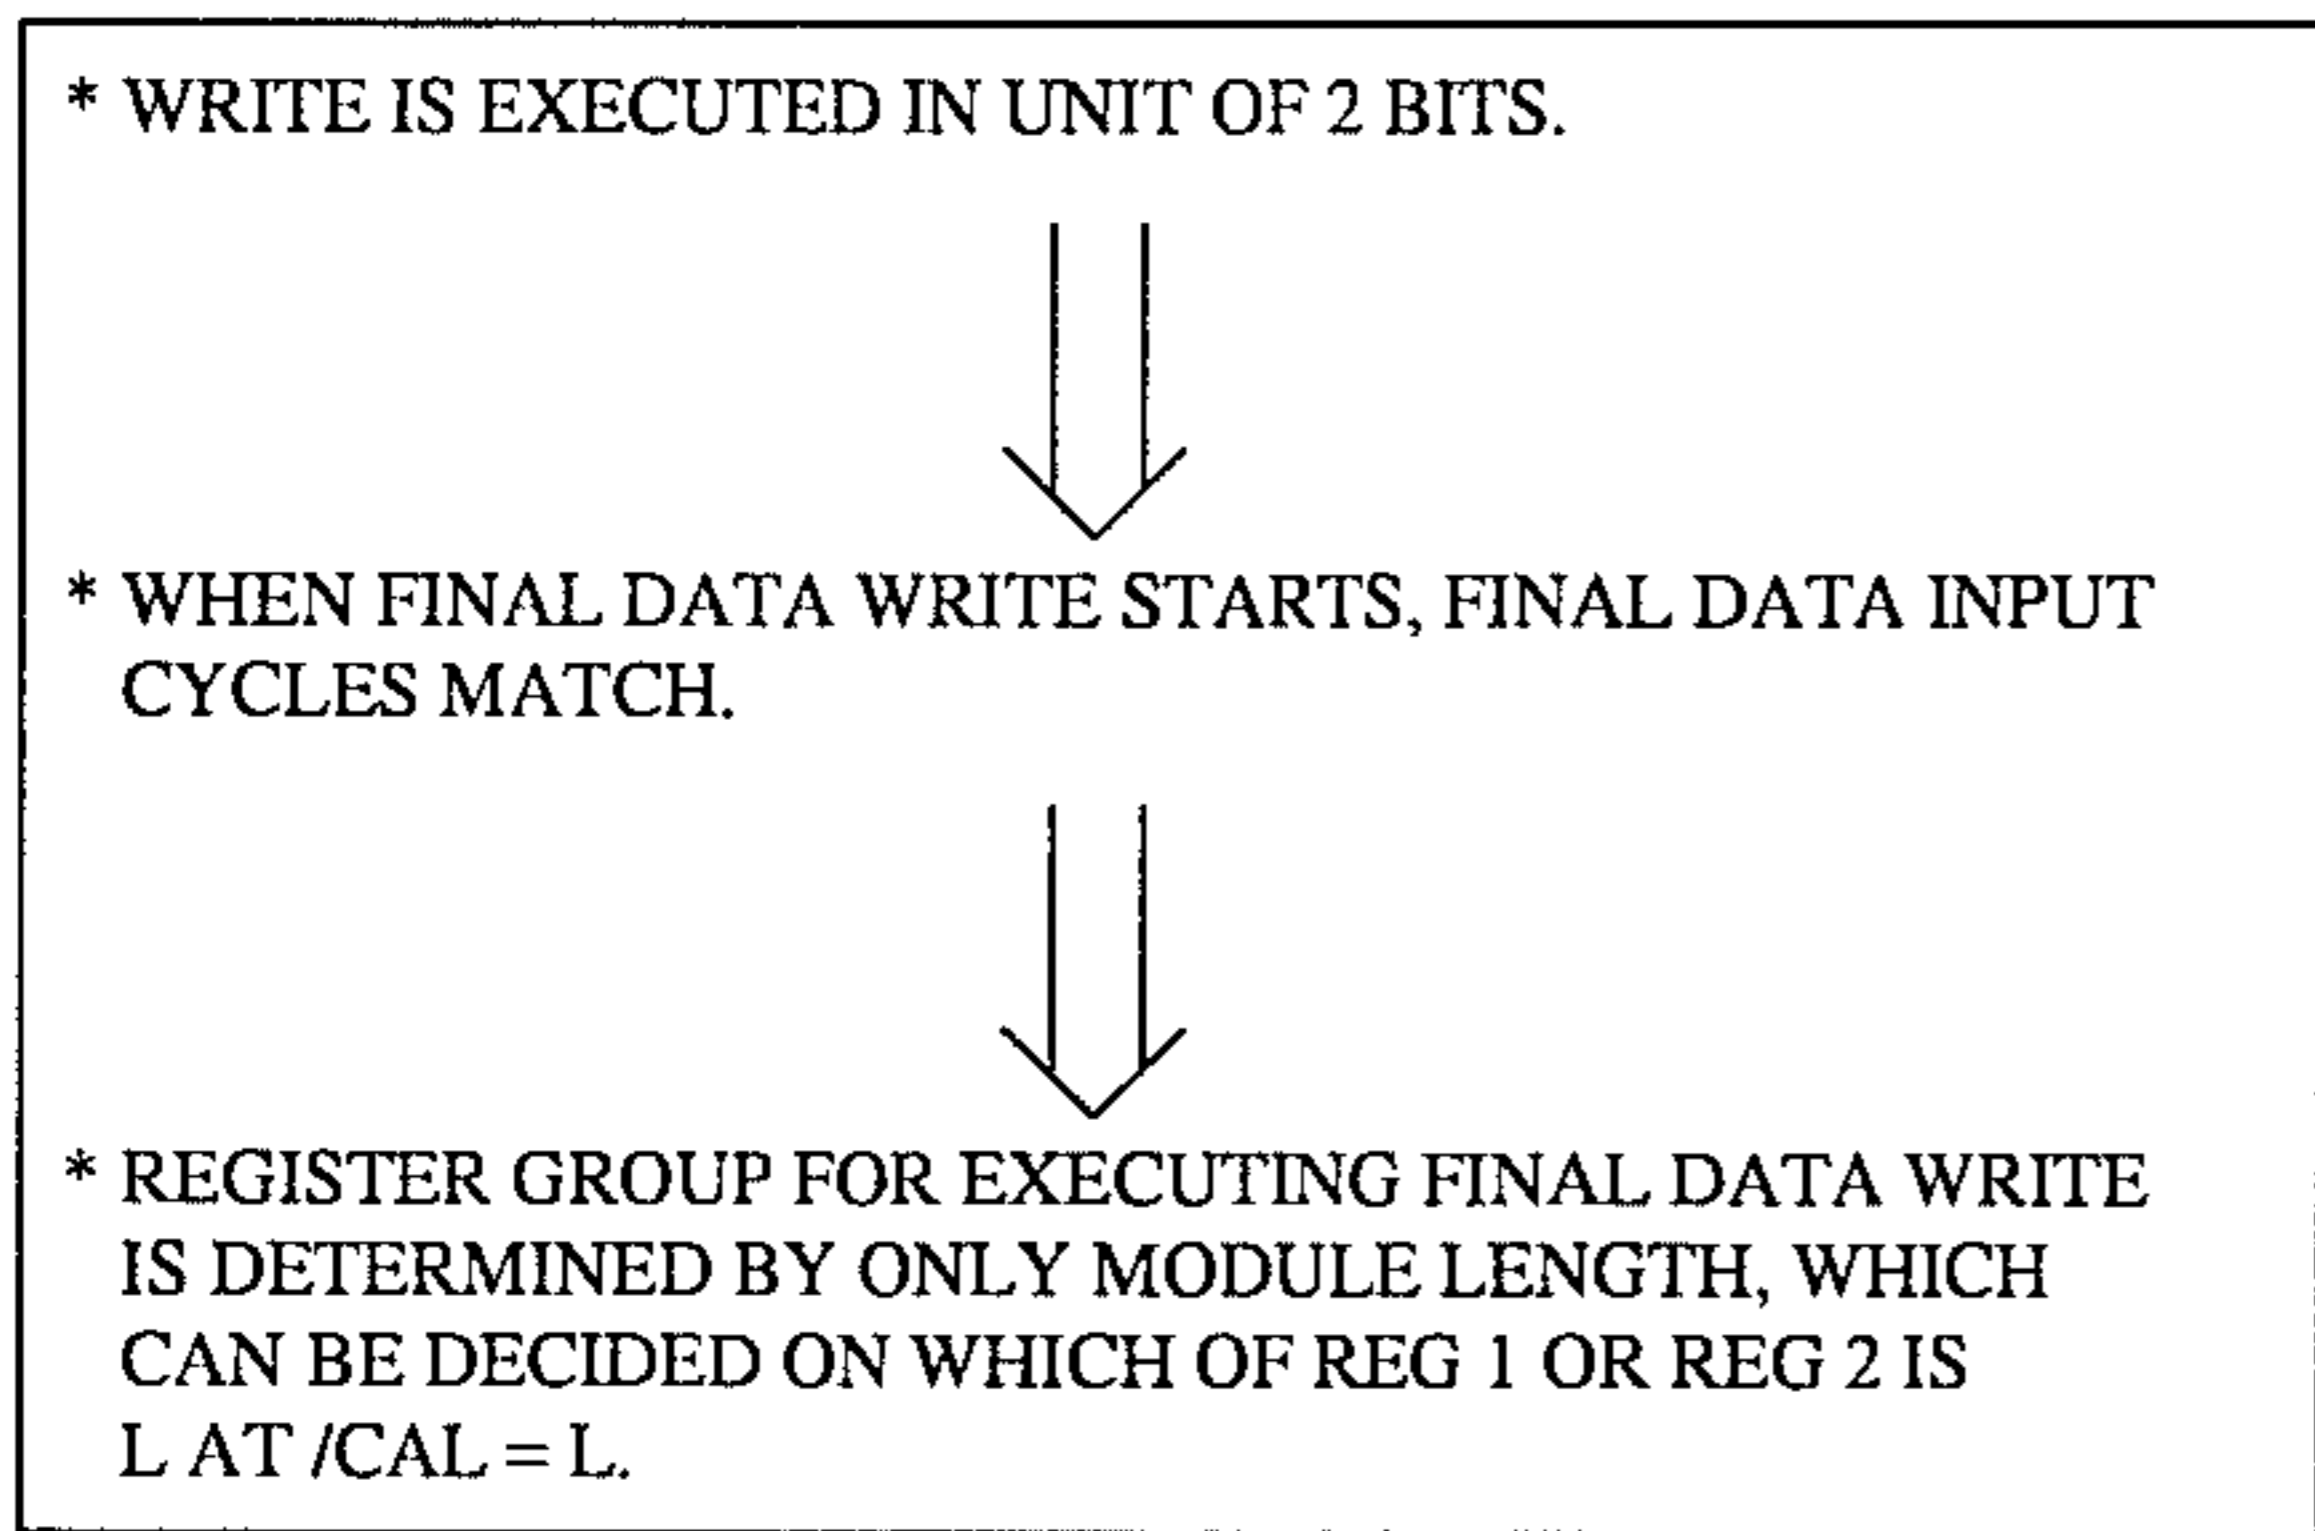 * WRITE IS EXECUTED IN UNIT OF 2 BITS.
* WHEN FINAL DATA WRITE STARTS, FINAL DATA INPUT
CYCLES MATCH.
* REGISTER GROUP FOR EXECUTING FINAL DATA WRITE
IS DETERMINED BY ONLY MODULE LENGTH, WHICH
CAN BE DECIDED ON WHICH OF REG 1 OR REG 2 IS
L AT /CAL = L.